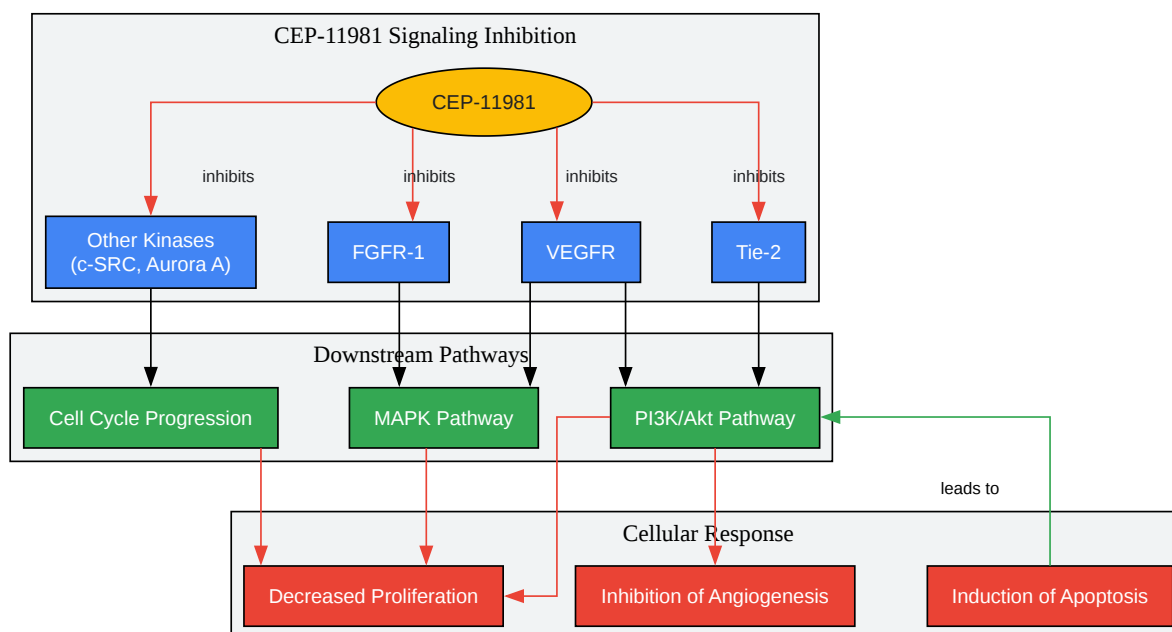 CEP-11981 Signaling Inhibition
CEP-11981
inhibits
inhibits
inhibits
inhibits
Other Kinases
(c-SRC, Aurora A)
FGFR-1
VEGFR
Tie-2
Downstream Pathways
Cell Cycle Progression
MAPK Pathway
PI3K/Akt Pathway
leads to
Cellular Response
Decreased Proliferation
Inhibition of Angiogenesis
Induction of Apoptosis